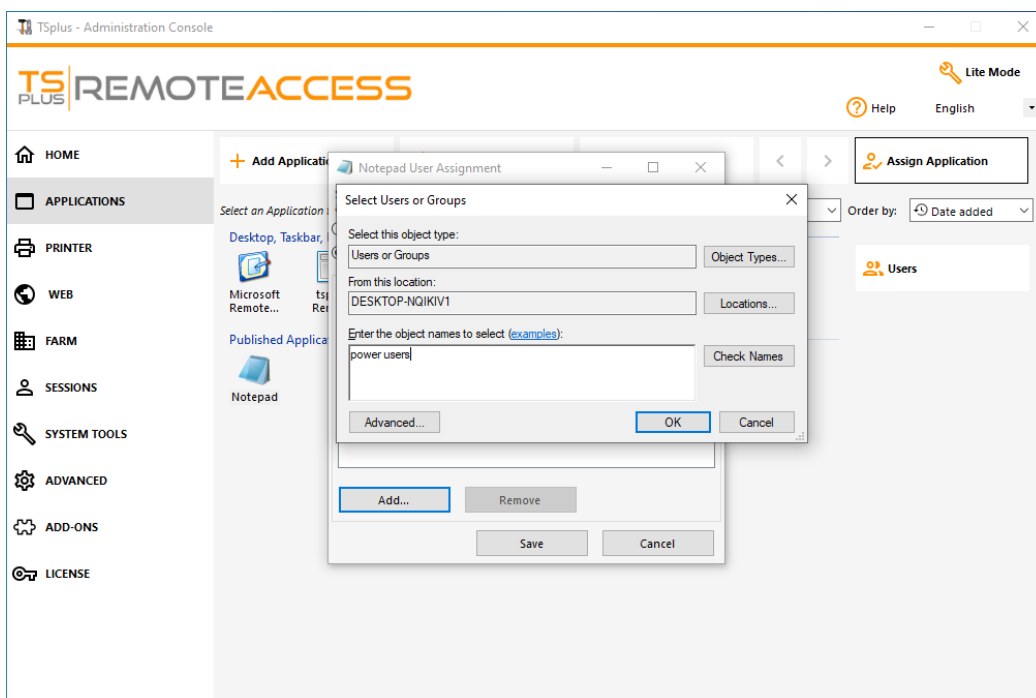 TSplus - Administration Console
TS PLUS REMOTEACCESS
Lite Mode
Help English
HOME
APPLICATIONS
PRINTER
WEB
FARM
SESSIONS
SYSTEM TOOLS
ADVANCED
ADD-ONS
LICENSE
Add
Assign Application
Select an Application
Order by: Date added
Desktop, Taskbar,
Microsoft
Remote...
Users
Published
Notepad
Notepad User Assignment
Select Users or Groups
Select this object type:
Users or Groups
Object Types...
From this location:
DESKTOP-NQIKIV1
Locations...
Enter the object names to select (examples):
power users
Check Names
Advanced...
OK
Cancel
Add...
Remove
Save
Cancel